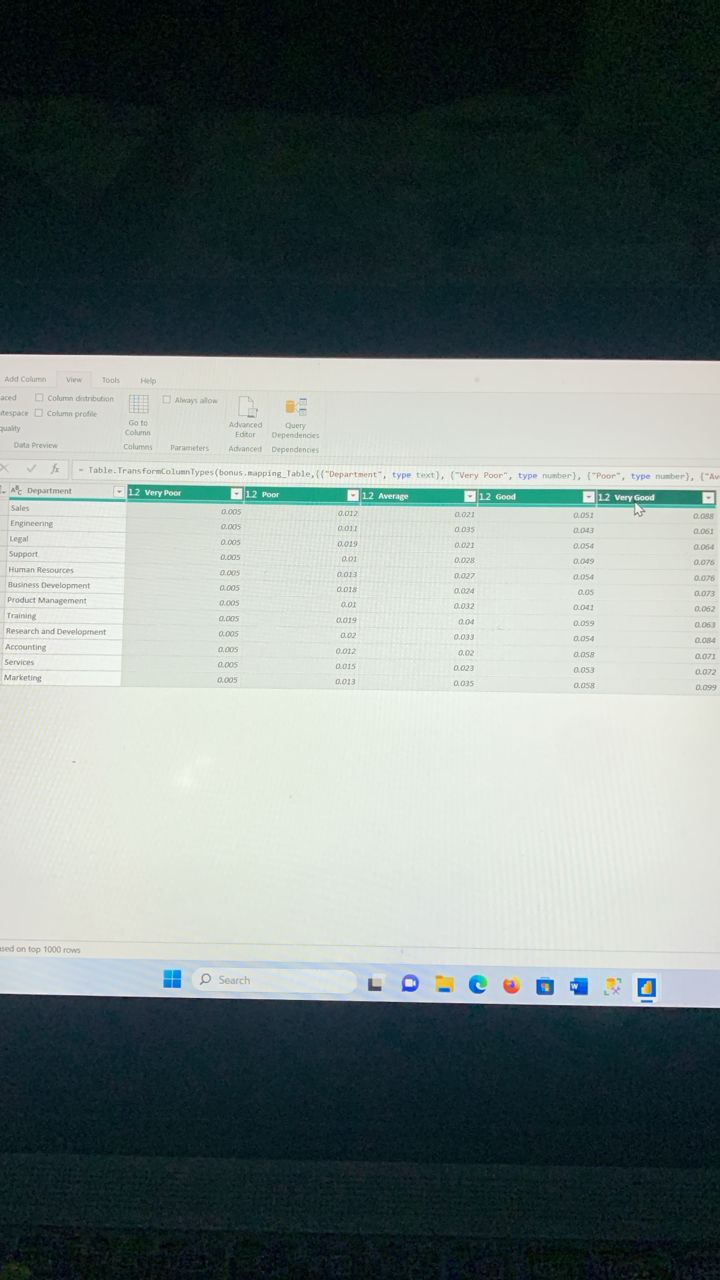 Add Column View Tools Help
aced Column distribution Always allow
itespace Column profile
quality Go to Column Advanced Editor Query Dependencies
Data Preview Columns Parameters Advanced Dependencies
fx = Table.TransformColumnTypes(bonus.mapping_Table,{{"Department", type text}, {"Very Poor", type number}, {"Poor", type number}, {"Av
ABC Department 1.2 Very Poor 1.2 Poor 1.2 Average 1.2 Good 1.2 Very Good
Sales 0.005 0.012 0.021 0.051 0.088
Engineering 0.005 0.011 0.035 0.043 0.061
Legal 0.005 0.019 0.021 0.054 0.064
Support 0.005 0.01 0.028 0.049 0.076
Human Resources 0.005 0.013 0.027 0.054 0.076
Business Development 0.005 0.018 0.024 0.05 0.073
Product Management 0.005 0.01 0.032 0.041 0.062
Training 0.005 0.019 0.04 0.059 0.063
Research and Development 0.005 0.02 0.033 0.054 0.084
Accounting 0.005 0.012 0.02 0.058 0.071
Services 0.005 0.015 0.023 0.053 0.072
Marketing 0.005 0.013 0.035 0.058 0.099
ased on top 1000 rows
Search